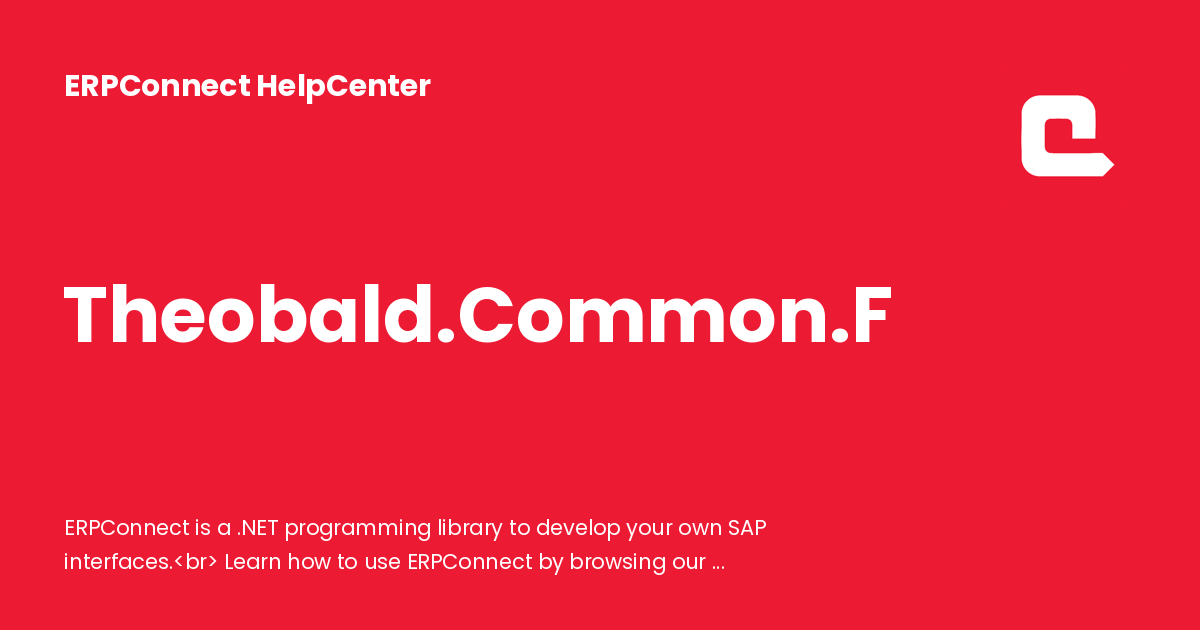 ERPConnect HelpCenter
Theobald.Common.F
ERPConnect is a .NET programming library to develop your own SAP
interfaces.<br> Learn how to use ERPConnect by browsing our ...